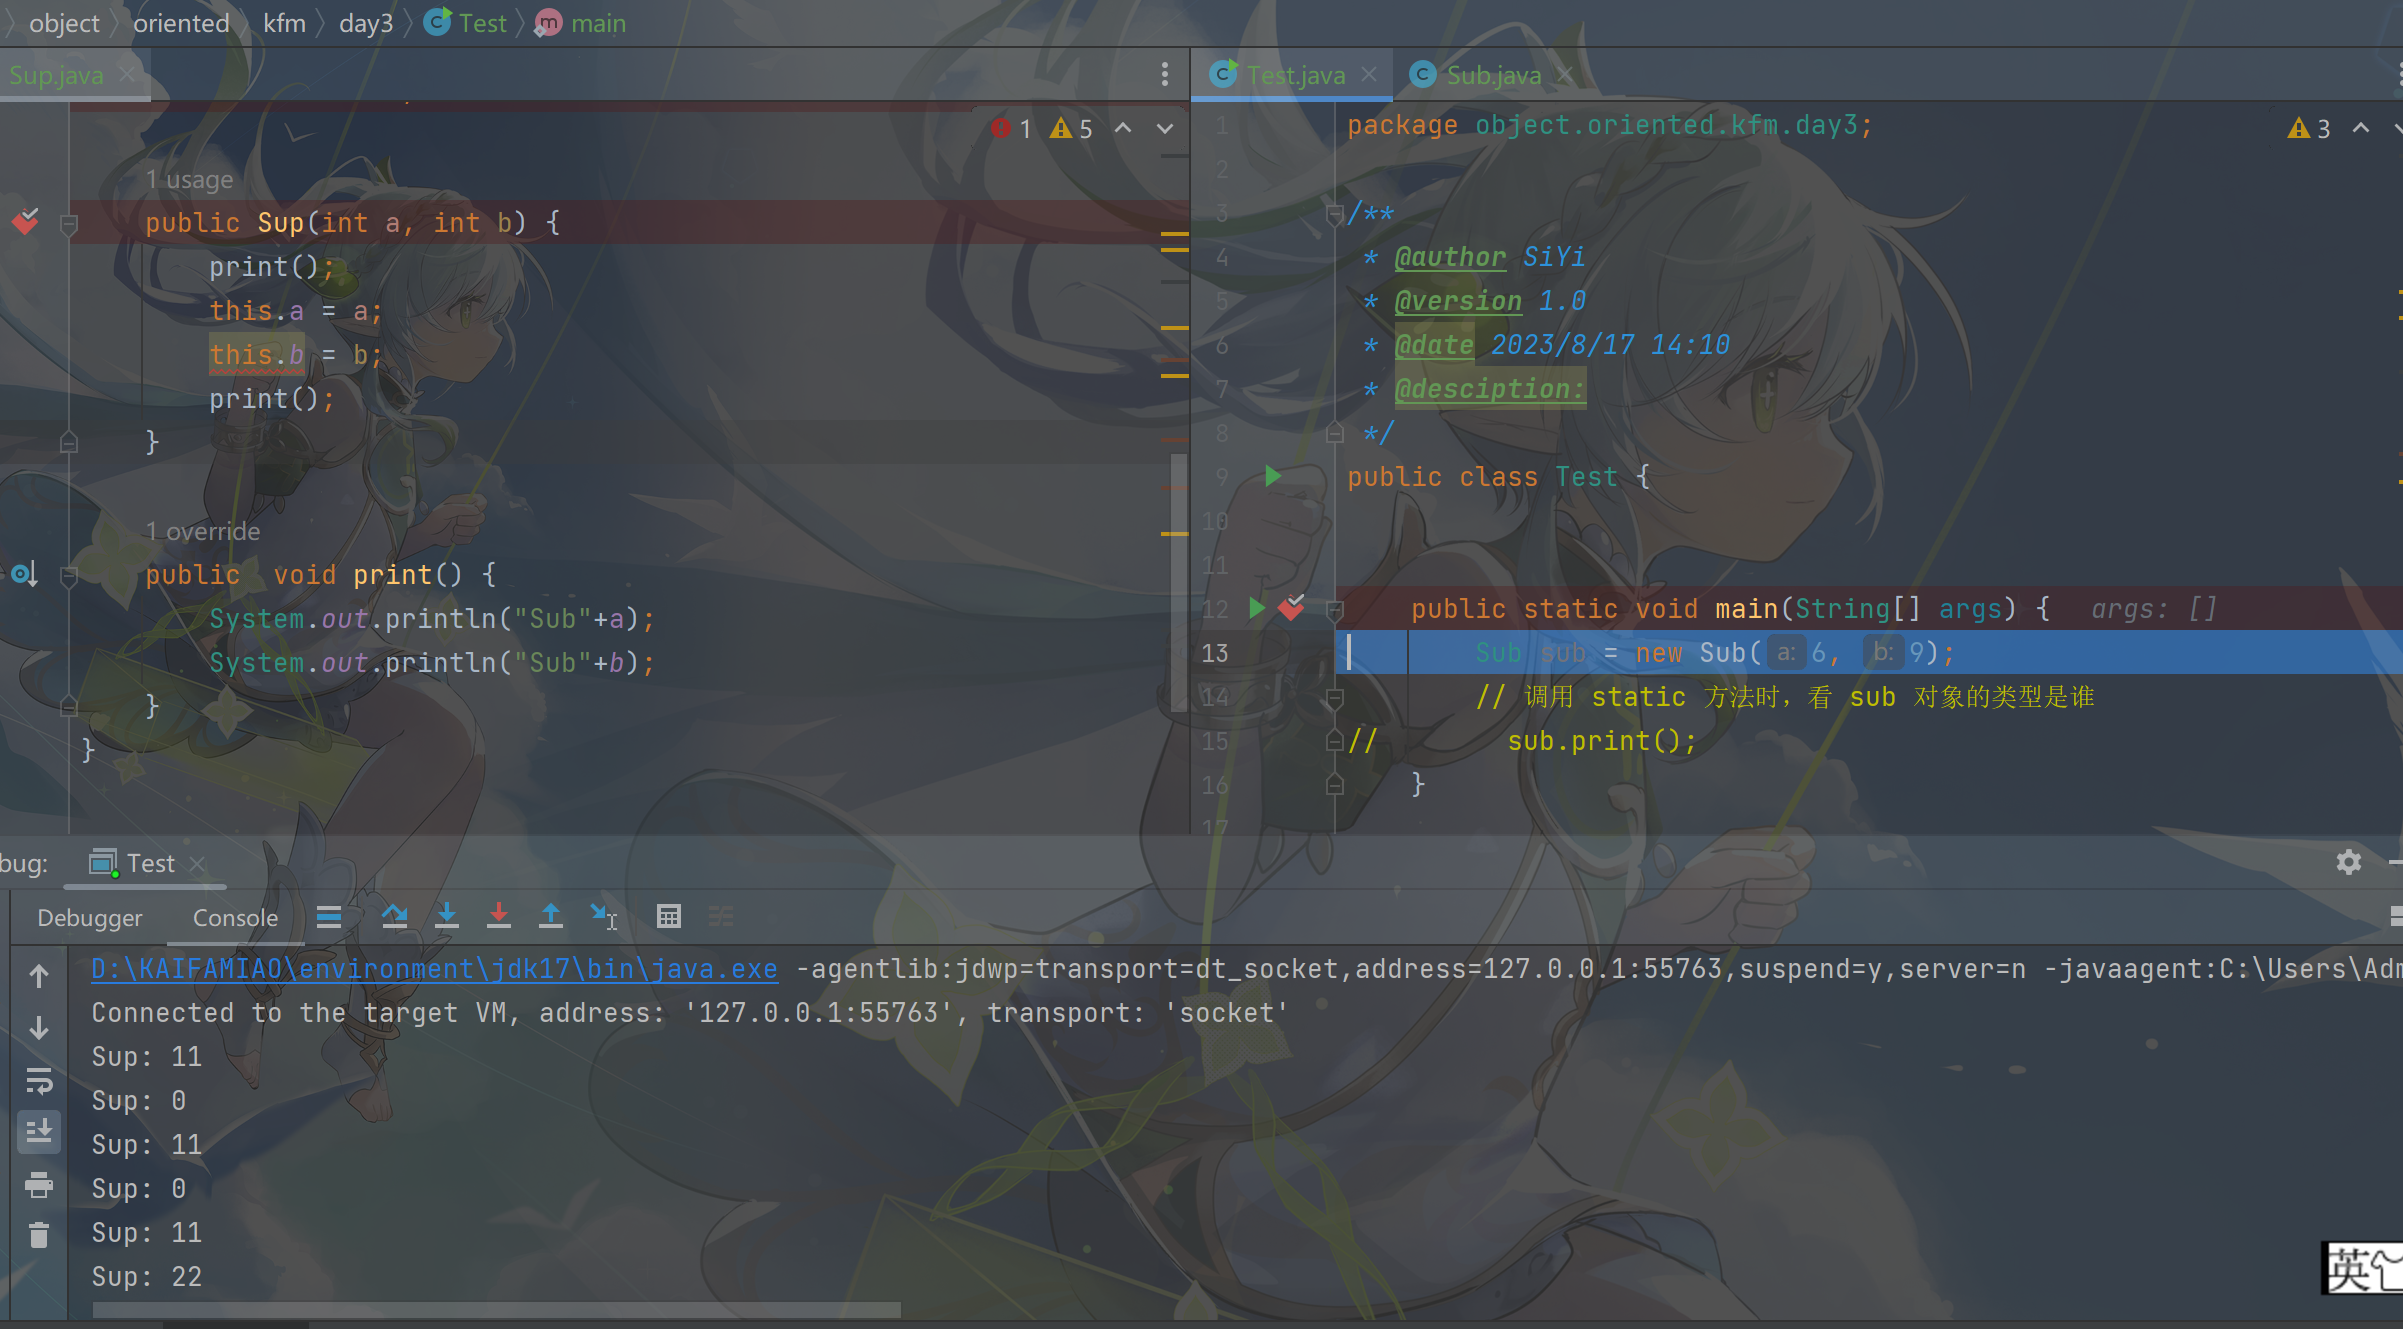 object oriented kfm day3 Test main
Sup.java
1 5
1 usage
public Sup(int a, int b) {
print();
this.a = a;
this.b = b;
print();
}
1 override
public  void print() {
System.out.println("Sub"+a);
System.out.println("Sub"+b);
}
}
Test.java Sub.java
3
1 package object.oriented.kfm.day3;
2
3 /**
4 * @author SiYi
5 * @version 1.0
6 * @date 2023/8/17 14:10
7 * @desciption:
8 */
9 public class Test {
10
11
12 public static void main(String[] args) { args: []
13 Sub sub = new Sub( a: 6, b: 9);
14 // 调用 static 方法时，看 sub 对象的类型是谁
15 // sub.print();
16 }
17
bug: Test
Debugger Console
D:\KAIFAMIAO\environment\jdk17\bin\java.exe -agentlib:jdwp=transport=dt_socket,address=127.0.0.1:55763,suspend=y,server=n -javaagent:C:\Users\Adm
Connected to the target VM, address: '127.0.0.1:55763', transport: 'socket'
Sup: 11
Sup: 0
Sup: 11
Sup: 0
Sup: 11
Sup: 22
英